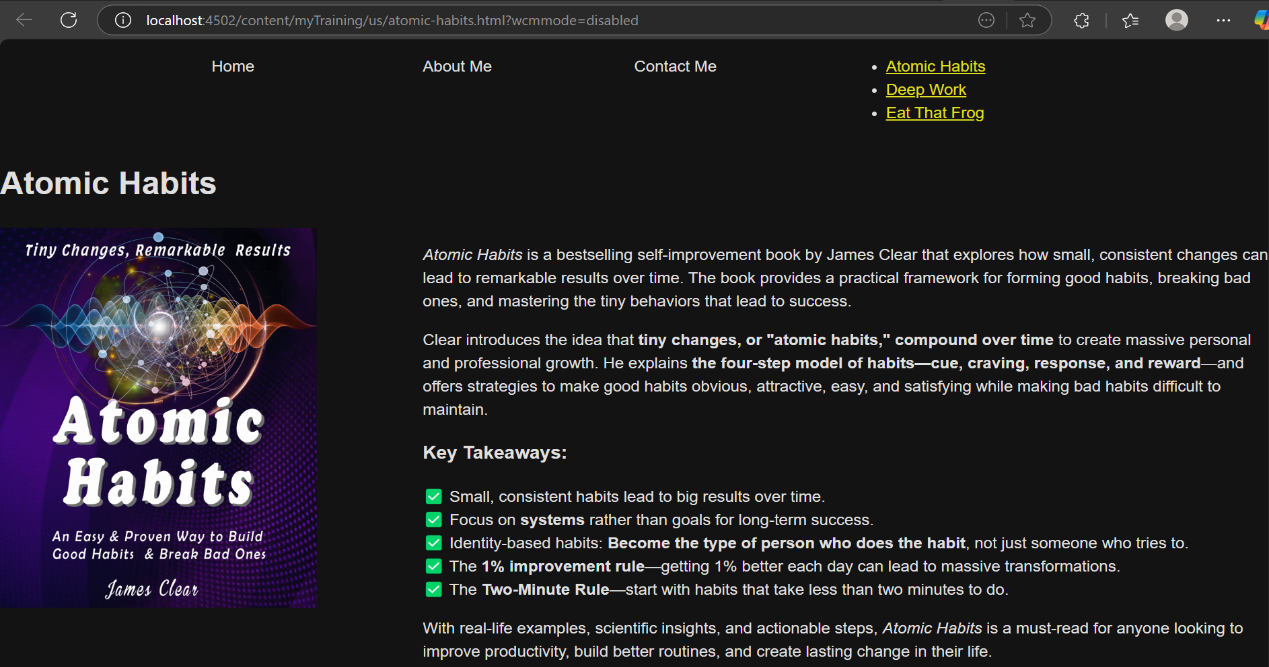 localhost:4502/content/myTraining/us/atomic-habits.html?wcmmode=disabled
Home
About Me
Contact Me
Atomic Habits
Deep Work
Eat That Frog
Atomic Habits
Tiny Changes, Remarkable Results
Atomic
Habits
An Easy & Proven Way to Build
Good Habits & Break Bad Ones
James Clear
Atomic Habits is a bestselling self-improvement book by James Clear that explores how small, consistent changes can
lead to remarkable results over time. The book provides a practical framework for forming good habits, breaking bad
ones, and mastering the tiny behaviors that lead to success.
Clear introduces the idea that tiny changes, or "atomic habits," compound over time to create massive personal
and professional growth. He explains the four-step model of habits—cue, craving, response, and reward—and
offers strategies to make good habits obvious, attractive, easy, and satisfying while making bad habits difficult to
maintain.
Key Takeaways:
✅ Small, consistent habits lead to big results over time.
✅ Focus on systems rather than goals for long-term success.
✅ Identity-based habits: Become the type of person who does the habit, not just someone who tries to.
✅ The 1% improvement rule—getting 1% better each day can lead to massive transformations.
✅ The Two-Minute Rule—start with habits that take less than two minutes to do.
With real-life examples, scientific insights, and actionable steps, Atomic Habits is a must-read for anyone looking to
improve productivity, build better routines, and create lasting change in their life.